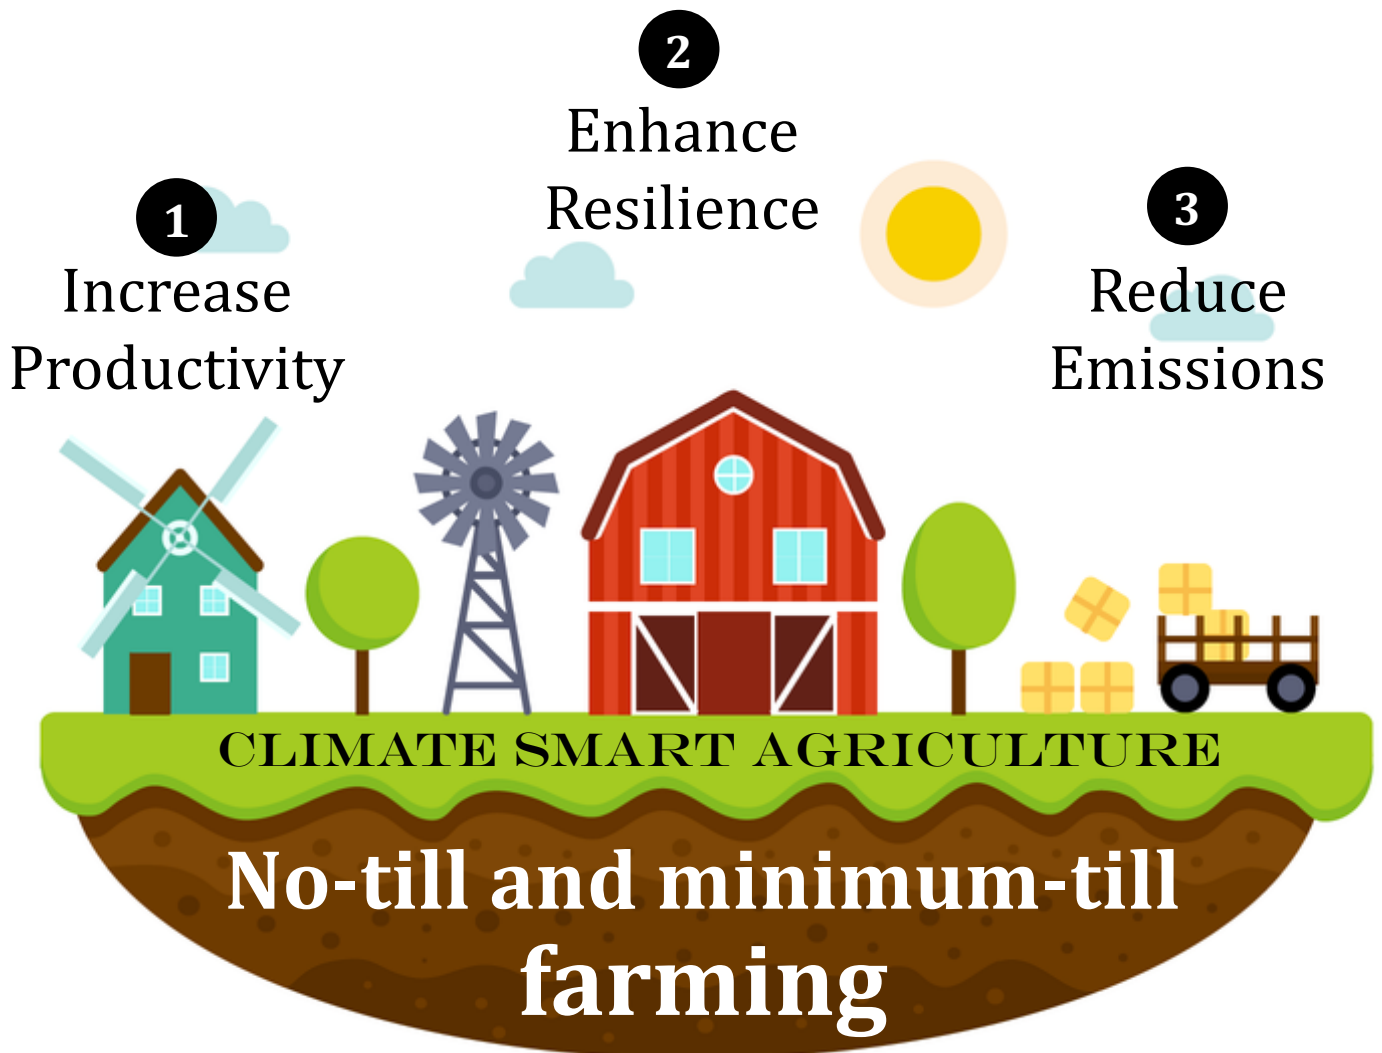 1
Increase
Productivity
2
Enhance
Resilience
3
Reduce
Emissions
CLIMATE SMART AGRICULTURE
No-till and minimum-till
farming